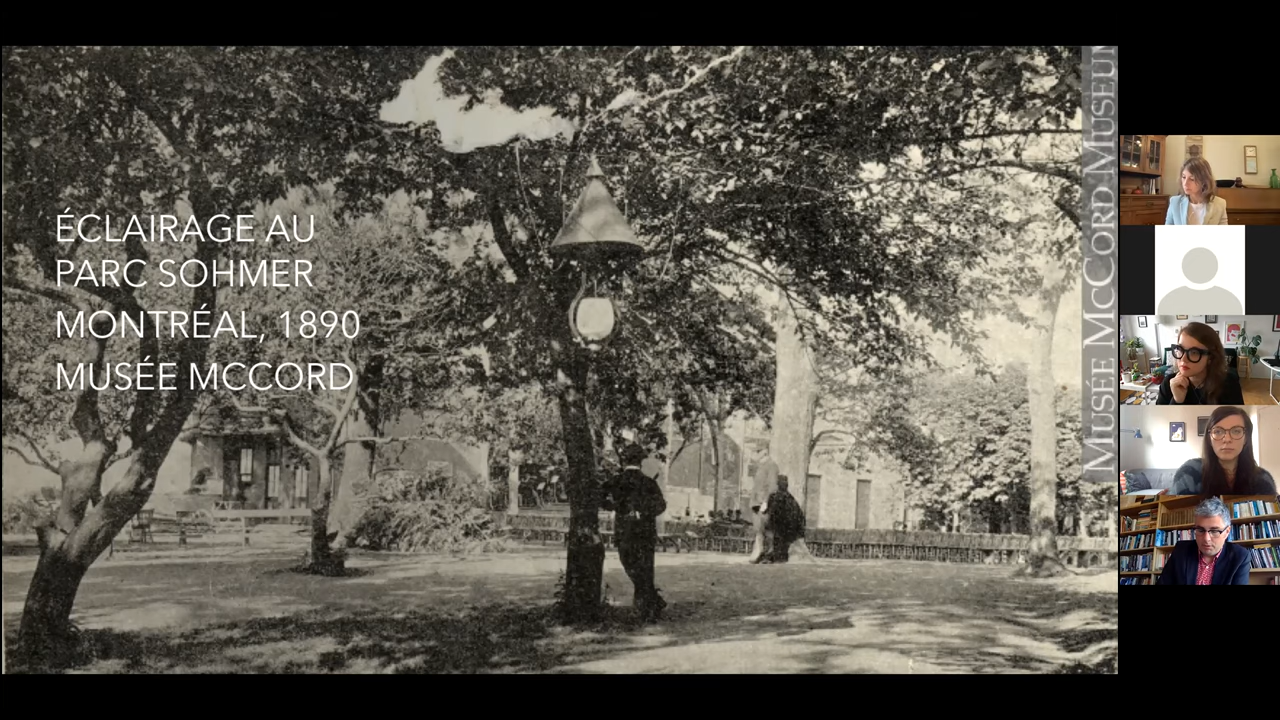 ÉCLAIRAGE AU
PARC SOHMER
MONTRÉAL, 1890
MUSÉE MCCORD
MUSÉE MCCORD MUSEUM